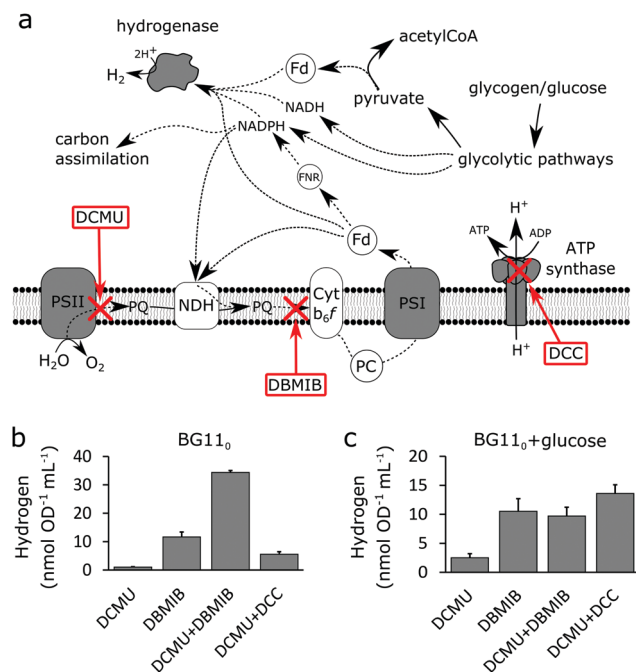 a
hydrogenase
2H⁺
H₂
Fd
acetylCoA
pyruvate
glycogen/glucose
NADH
NADPH
carbon
assimilation
glycolytic pathways
FNR
DCMU
Fd
H⁺
ATP
ADP
ATP
synthase
PSII
PQ
NDH
PQ
Cyt
b₆f
PSI
H₂O
O₂
PC
H⁺
DBMIB
DCC
b
BG11₀
Hydrogen
(nmol OD⁻¹ mL⁻¹)
40
30
20
10
0
DCMU
DBMIB
DCMU+DBMIB
DCMU+DCC
c
BG11₀+glucose
Hydrogen
(nmol OD⁻¹ mL⁻¹)
20
15
10
5
0
DCMU
DBMIB
DCMU+DBMIB
DCMU+DCC